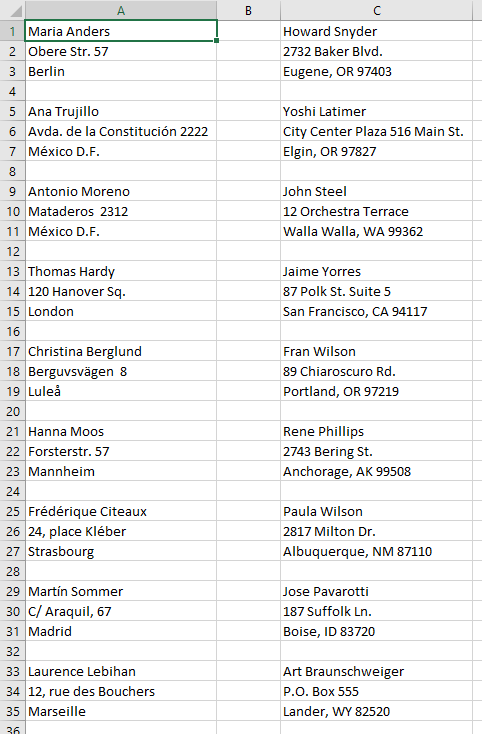 A B C
1 Maria Anders Howard Snyder
2 Obere Str. 57 2732 Baker Blvd.
3 Berlin Eugene, OR 97403
4
5 Ana Trujillo Yoshi Latimer
6 Avda. de la Constitución 2222 City Center Plaza 516 Main St.
7 México D.F. Elgin, OR 97827
8
9 Antonio Moreno John Steel
10 Mataderos  2312 12 Orchestra Terrace
11 México D.F. Walla Walla, WA 99362
12
13 Thomas Hardy Jaime Yorres
14 120 Hanover Sq. 87 Polk St. Suite 5
15 London San Francisco, CA 94117
16
17 Christina Berglund Fran Wilson
18 Berguvsvägen  8 89 Chiaroscuro Rd.
19 Luleå Portland, OR 97219
20
21 Hanna Moos Rene Phillips
22 Forsterstr. 57 2743 Bering St.
23 Mannheim Anchorage, AK 99508
24
25 Frédérique Citeaux Paula Wilson
26 24, place Kléber 2817 Milton Dr.
27 Strasbourg Albuquerque, NM 87110
28
29 Martín Sommer Jose Pavarotti
30 C/ Araquil, 67 187 Suffolk Ln.
31 Madrid Boise, ID 83720
32
33 Laurence Lebihan Art Braunschweiger
34 12, rue des Bouchers P.O. Box 555
35 Marseille Lander, WY 82520
36